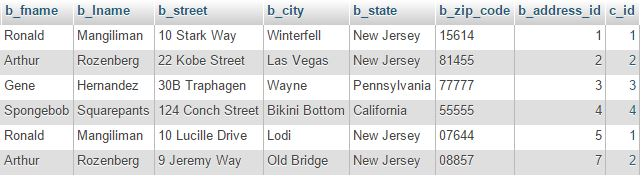 b_fname b_lname b_street b_city b_state b_zip_code b_address_id c_id
Ronald Mangiliman 10 Stark Way Winterfell New Jersey 15614 1 1
Arthur Rozenberg 22 Kobe Street Las Vegas New Jersey 81455 2 2
Gene Hernandez 30B Traphagen Wayne Pennsylvania 77777 3 3
Spongebob Squarepants 124 Conch Street Bikini Bottom California 55555 4 4
Ronald Mangiliman 10 Lucille Drive Lodi New Jersey 07644 5 1
Arthur Rozenberg 9 Jeremy Way Old Bridge New Jersey 08857 7 2